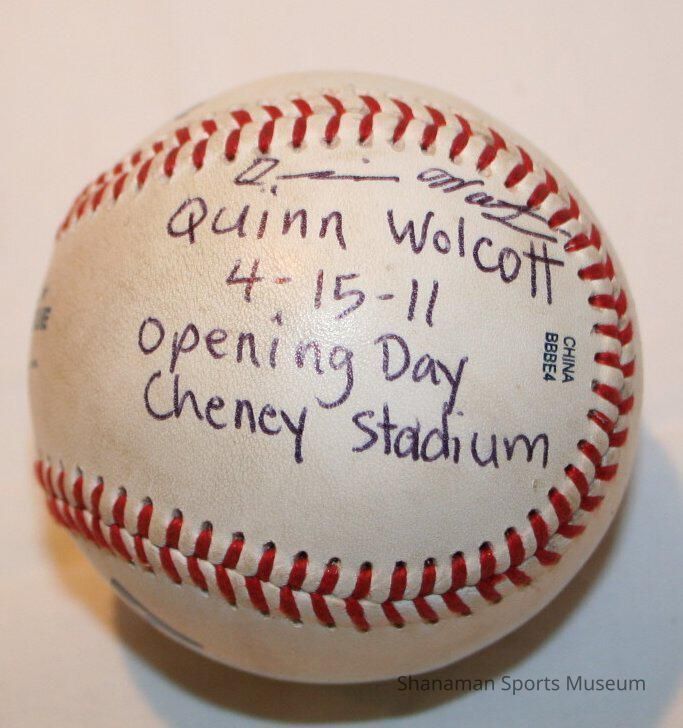 Quinn Wolcott
4-15-11
Opening Day
Cheney Stadium
CHINA
BBBE4
Shanaman Sports Museum